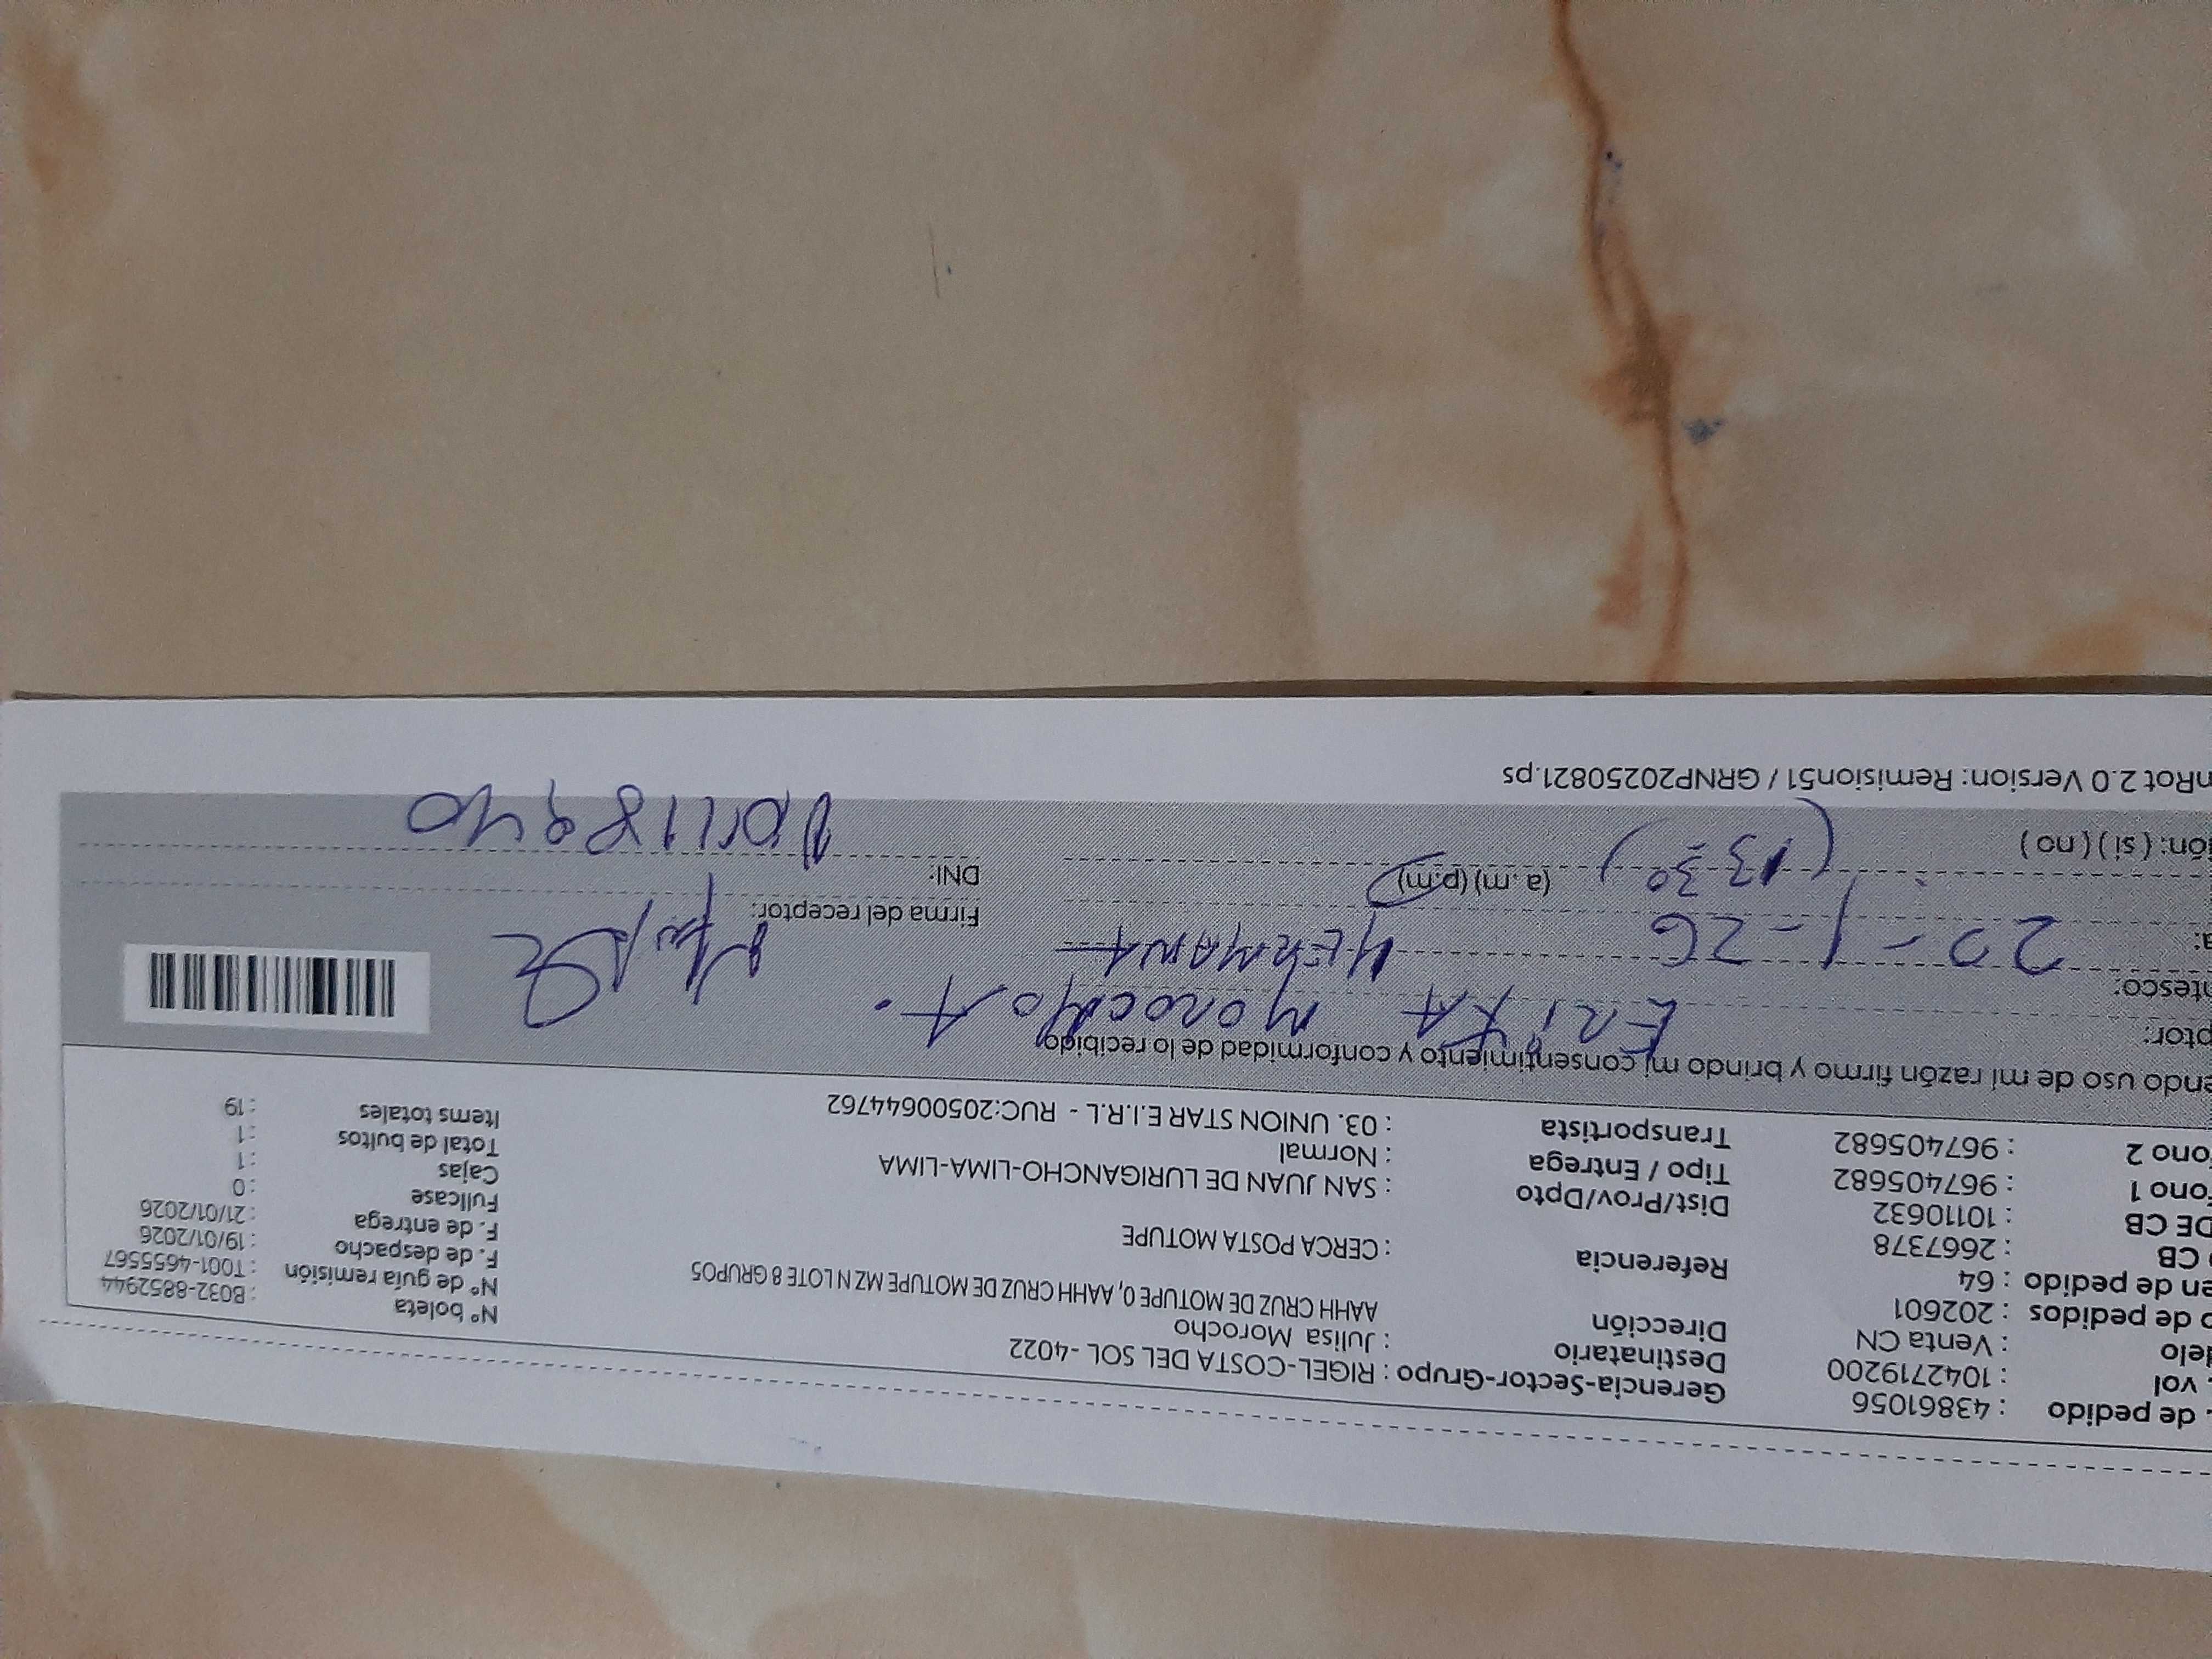 . de pedido : 43861056
. vol : 1042719200
delo : Venta CN
o de pedidos : 202601
en de pedido : 64
CB : 2667378
DE CB : 10110632
fono 1 : 967405682
fono 2 : 967405682
Gerencia-Sector-Grupo : RIGEL-COSTA DEL SOL - 4022
Destinatario : Julisa Morocho
Dirección AAHH CRUZ DE MOTUPE 0, AAHH CRUZ DE MOTUPE MZ N LOTE 8 GRUPO5
Referencia : CERCA POSTA MOTUPE
Dist/Prov/Dpto : SAN JUAN DE LURIGANCHO-LIMA-LIMA
Tipo / Entrega : Normal
Transportista : 03. UNION STAR E.I.R.L - RUC:20500644762
N° boleta : B032-8852944
N° de guía remisión : T001-4655567
F. de despacho : 19/01/2026
F. de entrega : 21/01/2026
Fullcase : 0
Cajas : 1
Total de bultos : 1
Items totales : 19
endo uso de mi razón firmo y brindo mi consentimiento y conformidad de lo recibido
ptor: ERIKA MOROCHO A.
ntesco: HERMANA
a: 20-1-26
(13 30) (a.m) (p.m)
Firma del receptor:
DNI:
ión: ( si ) ( no )
nRot 2.0 Version: Remision51 / GRNP20250821.ps